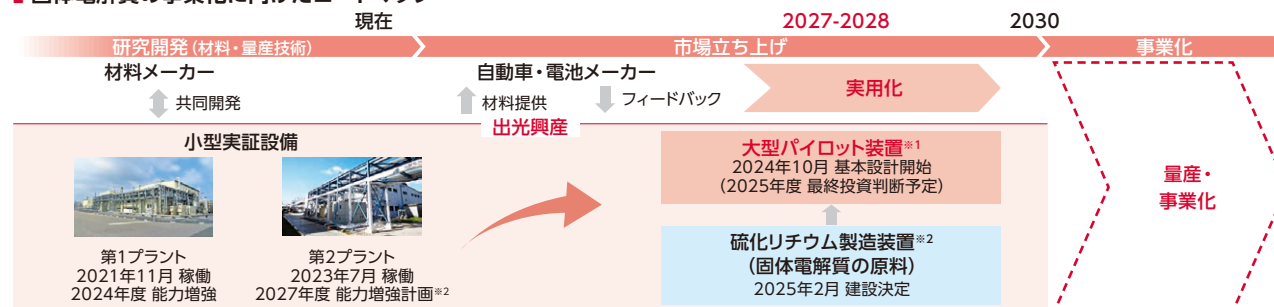 現在
2027-2028
2030
研究開発(材料・量産技術)
市場立ち上げ
事業化
材料メーカー
共同開発
自動車・電池メーカー
材料提供
フィードバック
実用化
出光興産
小型実証設備
第1プラント
2021年11月 稼働
2024年度 能力増強
第2プラント
2023年7月 稼働
2027年度 能力増強計画※2
大型パイロット装置※1
2024年10月 基本設計開始
(2025年度 最終投資判断予定)
硫化リチウム製造装置※2
(固体電解質の原料)
2025年2月 建設決定
量産・
事業化